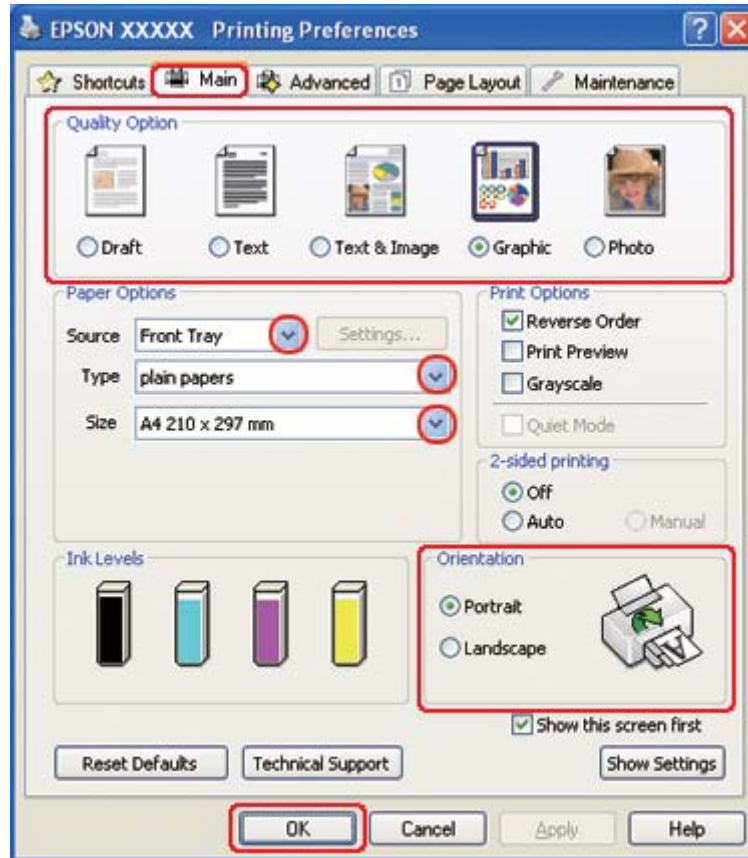 EPSON XXXXX Printing Preferences
Shortcuts Main Advanced Page Layout Maintenance
Quality Option
Draft Text Text & Image Graphic Photo
Paper Options
Source Front Tray Settings...
Type plain papers
Size A4 210 x 297 mm
Print Options
Reverse Order
Print Preview
Grayscale
Quiet Mode
2-sided printing
Off
Auto Manual
Ink Levels
Orientation
Portrait
Landscape
Show this screen first
Reset Defaults Technical Support Show Settings
OK Cancel Apply Help